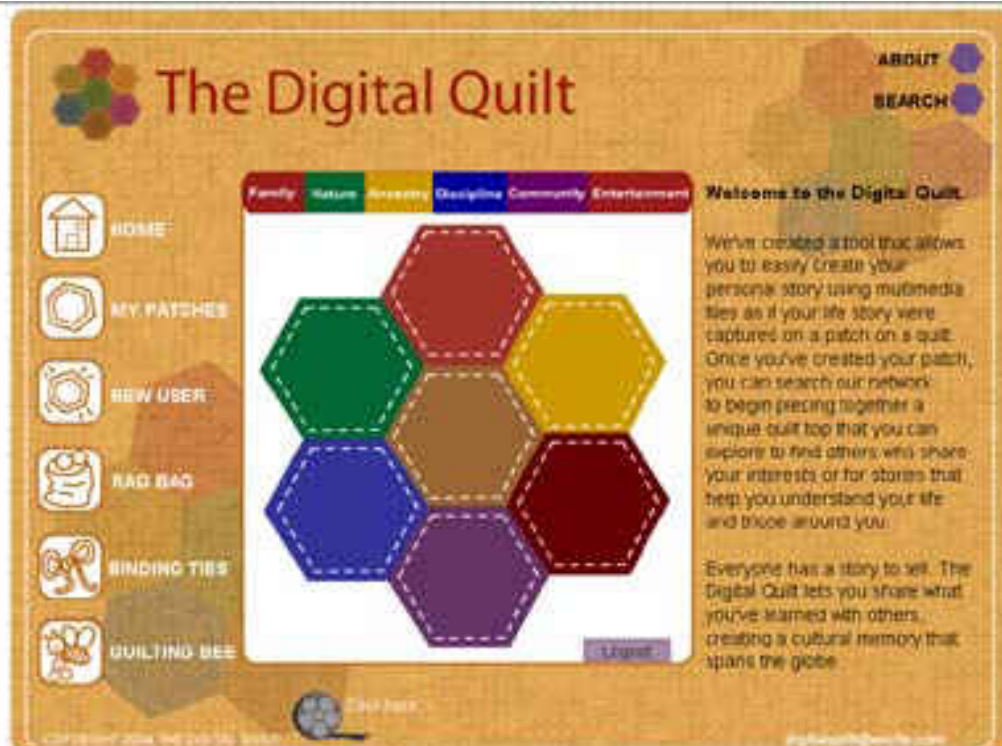 The Digital Quilt
ABOUT
SEARCH
Family Nature Ancestry Discipline Community Entertainment
HOME
MY PATCHES
NEW USER
RAG BAG
BINDING TIES
QUILTING BEE
Welcome to the Digital Quilt.
We've created a tool that allows
you to easily create your
personal story using multimedia
files as if your life story were
captures on a patch on a quilt.
Once you've created your patch,
you can search our network
to begin piecing together a
unique quilt top that you can
explore to find others who share
your interests or for stories that
help you understand your life
and those around you.
Everyone has a story to tell. The
Digital Quilt lets you share what
you've learned with others,
creating a cultural memory that
spans the globe.
Click here